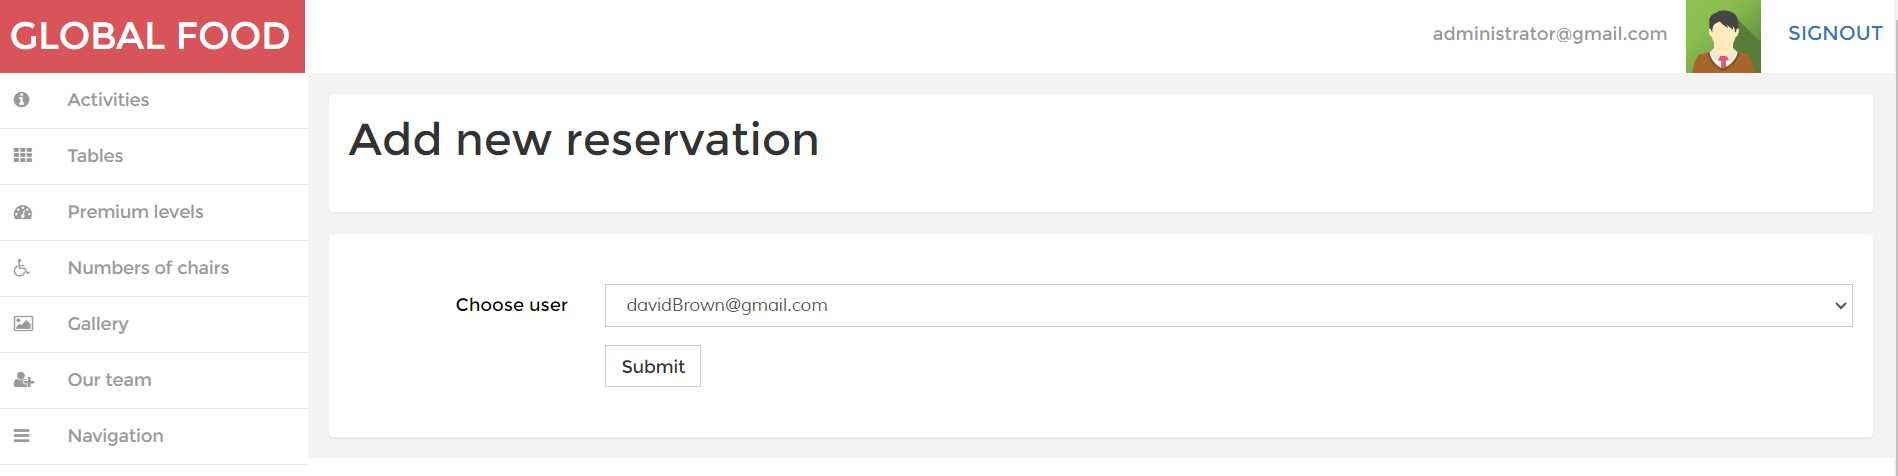 GLOBAL FOOD
administrator@gmail.com
SIGNOUT
Activities
Tables
Premium levels
Numbers of chairs
Gallery
Our team
Navigation
Add new reservation
Choose user
davidBrown@gmail.com
Submit